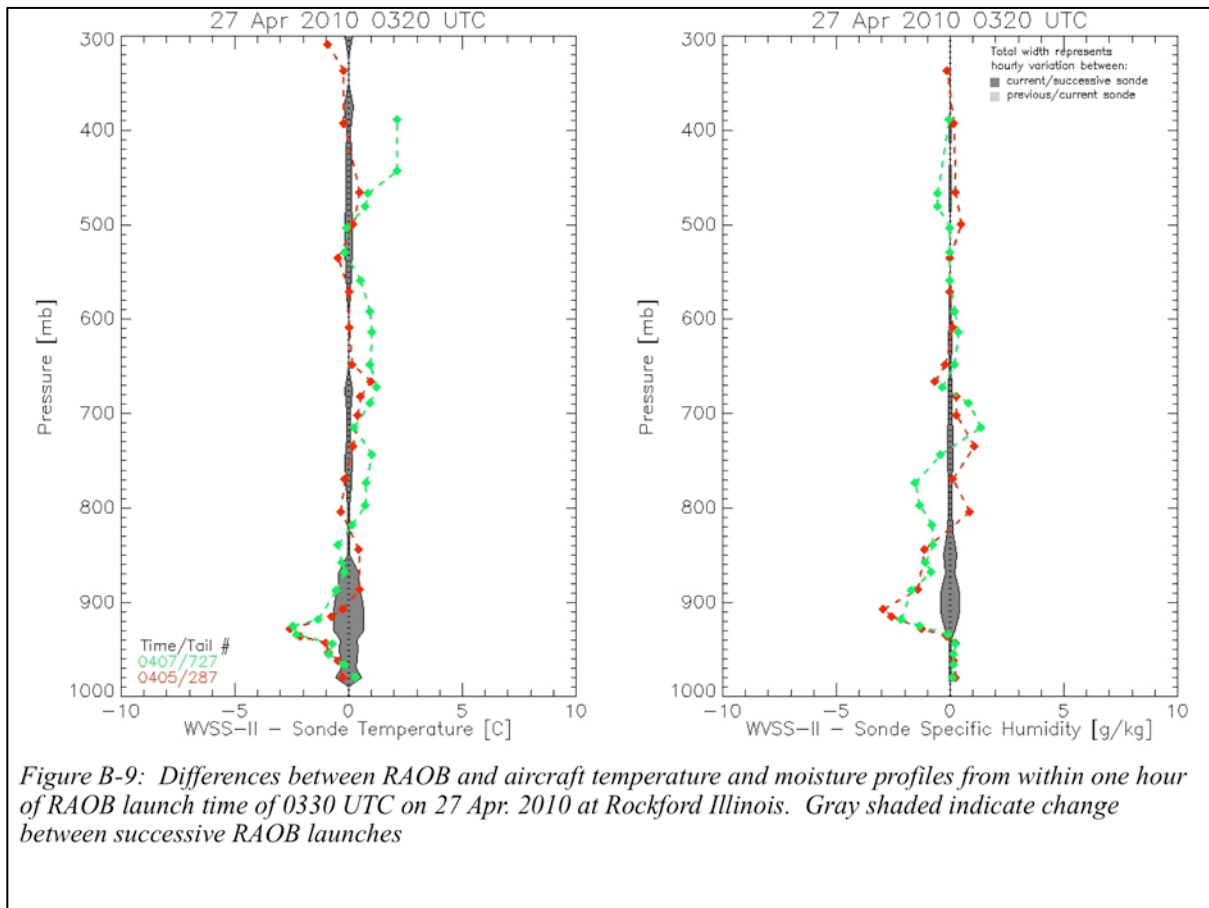 27 Apr 2010 0320 UTC
300
400
500
600
700
800
900
1000
Pressure [mb]
Time/Tail #
0407/727
0405/287
-10
-5
0
5
10
WVSS-II - Sonde Temperature [C]
27 Apr 2010 0320 UTC
300
400
500
600
700
800
900
1000
Pressure [mb]
Total width represents
hourly variation between:
current/successive sonde
previous/current sonde
-10
-5
0
5
10
WVSS-II - Sonde Specific Humidity [g/kg]
Figure B-9: Differences between RAOB and aircraft temperature and moisture profiles from within one hour
of RAOB launch time of 0330 UTC on 27 Apr. 2010 at Rockford Illinois. Gray shaded indicate change
between successive RAOB launches